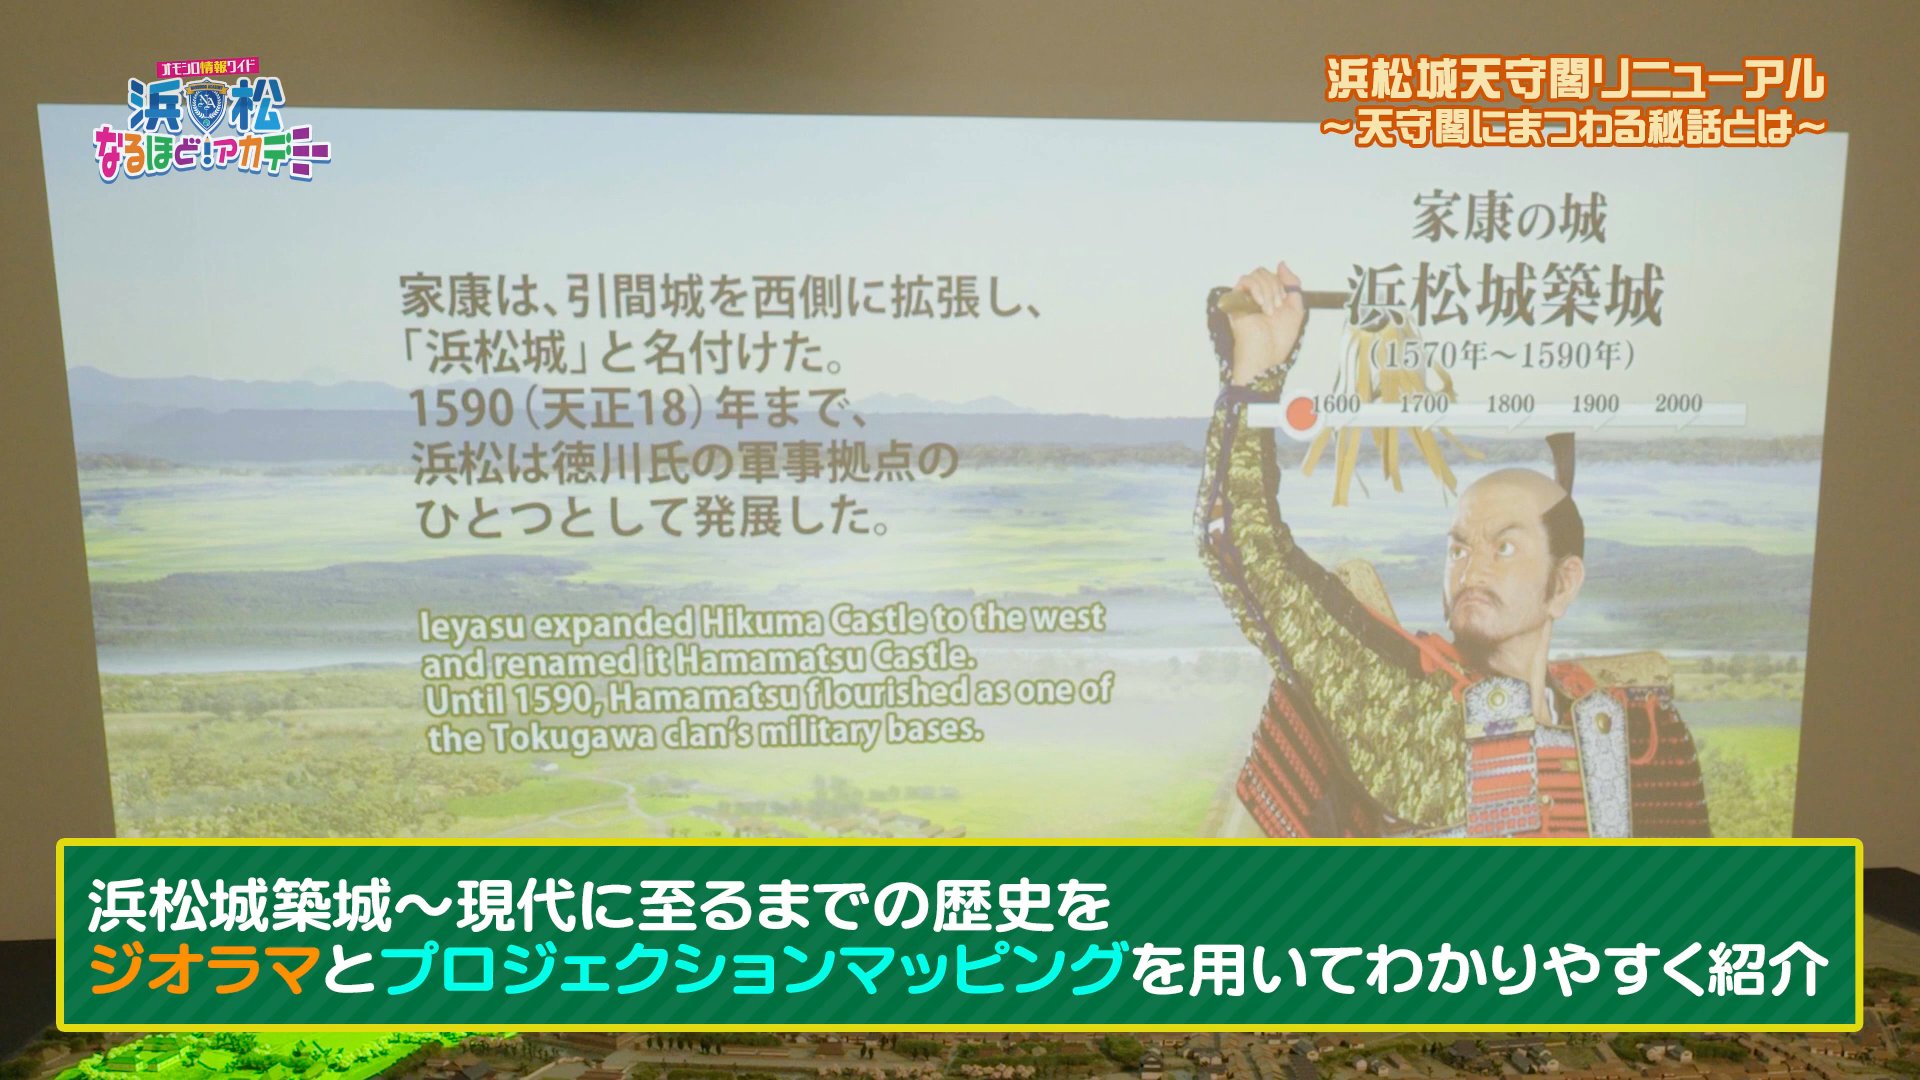 オモシロ情報ワイド
浜松
なるほど!アカデミー
浜松城天守閣リニューアル
～天守閣にまつわる秘話とは～
家康の城
浜松城築城
(1570年～1590年)
1600 1700 1800 1900 2000
家康は、引間城を西側に拡張し、
「浜松城」と名付けた。
1590(天正18)年まで、
浜松は徳川氏の軍事拠点の
ひとつとして発展した。
Ieyasu expanded Hikuma Castle to the west
and renamed it Hamamatsu Castle.
Until 1590, Hamamatsu flourished as one of
the Tokugawa clan's military bases.
浜松城築城～現代に至るまでの歴史を
ジオラマとプロジェクションマッピングを用いてわかりやすく紹介